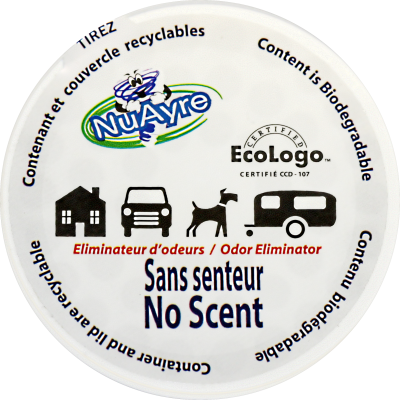 TIREZ
Contenant et couvercle recyclables
Content is Biodegradable
NuAyre
CERTIFIED
EcoLogo™
CERTIFIÉ CCD - 107
Eliminateur d'odeurs / Odor Eliminator
Sans senteur
No Scent
Container and lid are recyclable
Contenu biodégradable